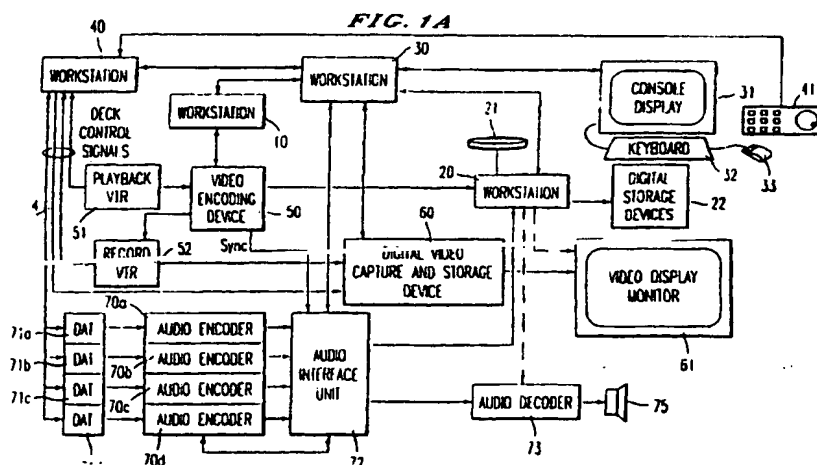 FIG. 1A
40
30
WORKSTATION
WORKSTATION
CONSOLE
DISPLAY
31
41
DECK
CONTROL
SIGNALS
WORKSTATION
10
21
KEYBOARD
32
33
PLAYBACK
VTR
51
VIDEO
ENCODING
DEVICE
50
20
WORKSTATION
DIGITAL
STORAGE
DEVICES
22
4
RECORD
VTR
52
Sync
60
DIGITAL VIDEO
CAPTURE AND STORAGE
DEVICE
VIDEO DISPLAY
MONITOR
61
70a
71a
DAT
AUDIO ENCODER
71b
DAT
70b
AUDIO ENCODER
71c
DAT
70c
AUDIO ENCODER
DAT
AUDIO ENCODER
70d
AUDIO
INTERFACE
UNIT
AUDIO DECODER
73
75